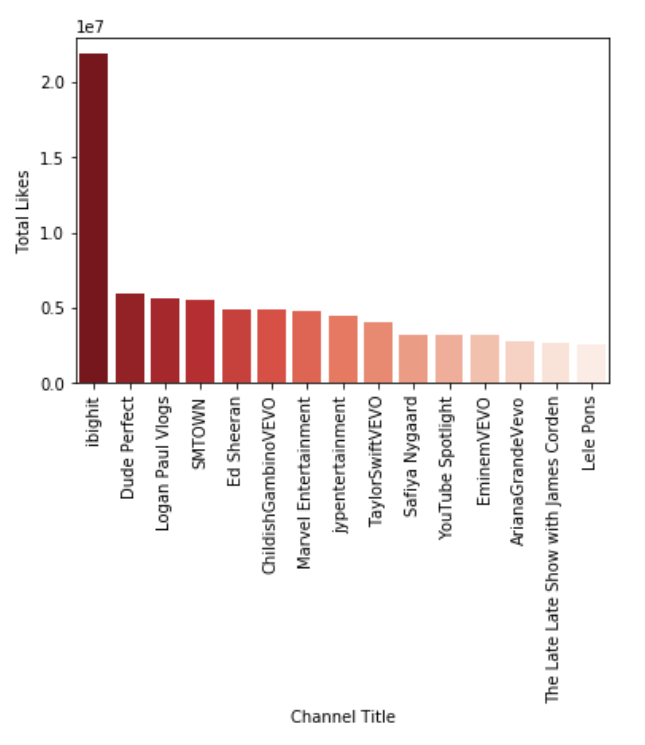 1e7
2.0
1.5
1.0
0.5
0.0
Total Likes
ibighit
Dude Perfect
Logan Paul Vlogs
SMTOWN
Ed Sheeran
ChildishGambinoVEVO
Marvel Entertainment
jypentertainment
TaylorSwiftVEVO
Safiya Nygaard
YouTube Spotlight
EminemVEVO
ArianaGrandeVevo
The Late Late Show with James Corden
Lele Pons
Channel Title